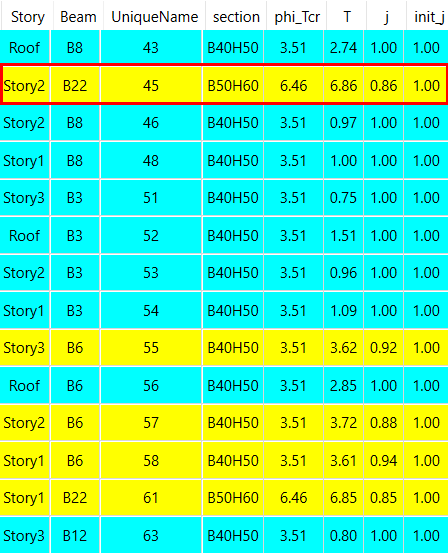 Story Beam UniqueName section phi_Tcr T j init_j
Roof B8 43 B40H50 3.51 2.74 1.00 1.00
Story2 B22 45 B50H60 6.46 6.86 0.86 1.00
Story2 B8 46 B40H50 3.51 0.97 1.00 1.00
Story1 B8 48 B40H50 3.51 1.00 1.00 1.00
Story3 B3 51 B40H50 3.51 0.75 1.00 1.00
Roof B3 52 B40H50 3.51 1.51 1.00 1.00
Story2 B3 53 B40H50 3.51 0.96 1.00 1.00
Story1 B3 54 B40H50 3.51 1.09 1.00 1.00
Story3 B6 55 B40H50 3.51 3.62 0.92 1.00
Roof B6 56 B40H50 3.51 2.85 1.00 1.00
Story2 B6 57 B40H50 3.51 3.72 0.88 1.00
Story1 B6 58 B40H50 3.51 3.61 0.94 1.00
Story1 B22 61 B50H60 6.46 6.85 0.85 1.00
Story3 B12 63 B40H50 3.51 0.80 1.00 1.00